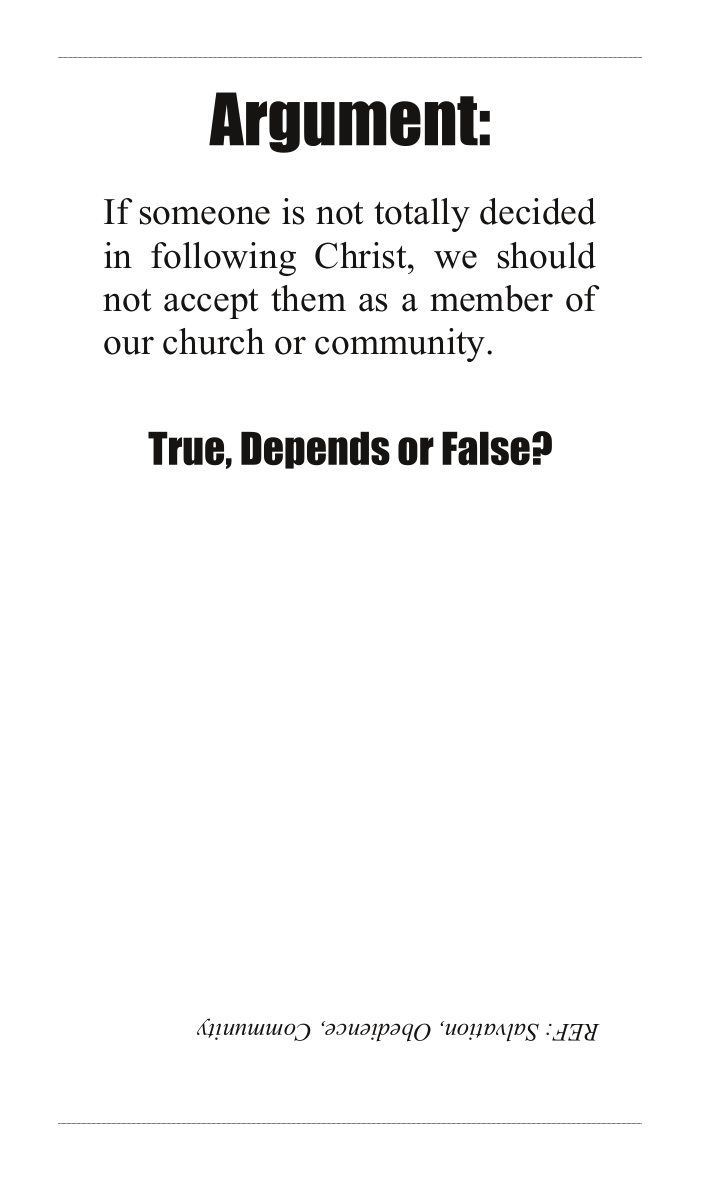 Argument:
If someone is not totally decided
in following Christ, we should
not accept them as a member of
our church or community.
True, Depends or False?
REF: Salvation, Obedience, Community